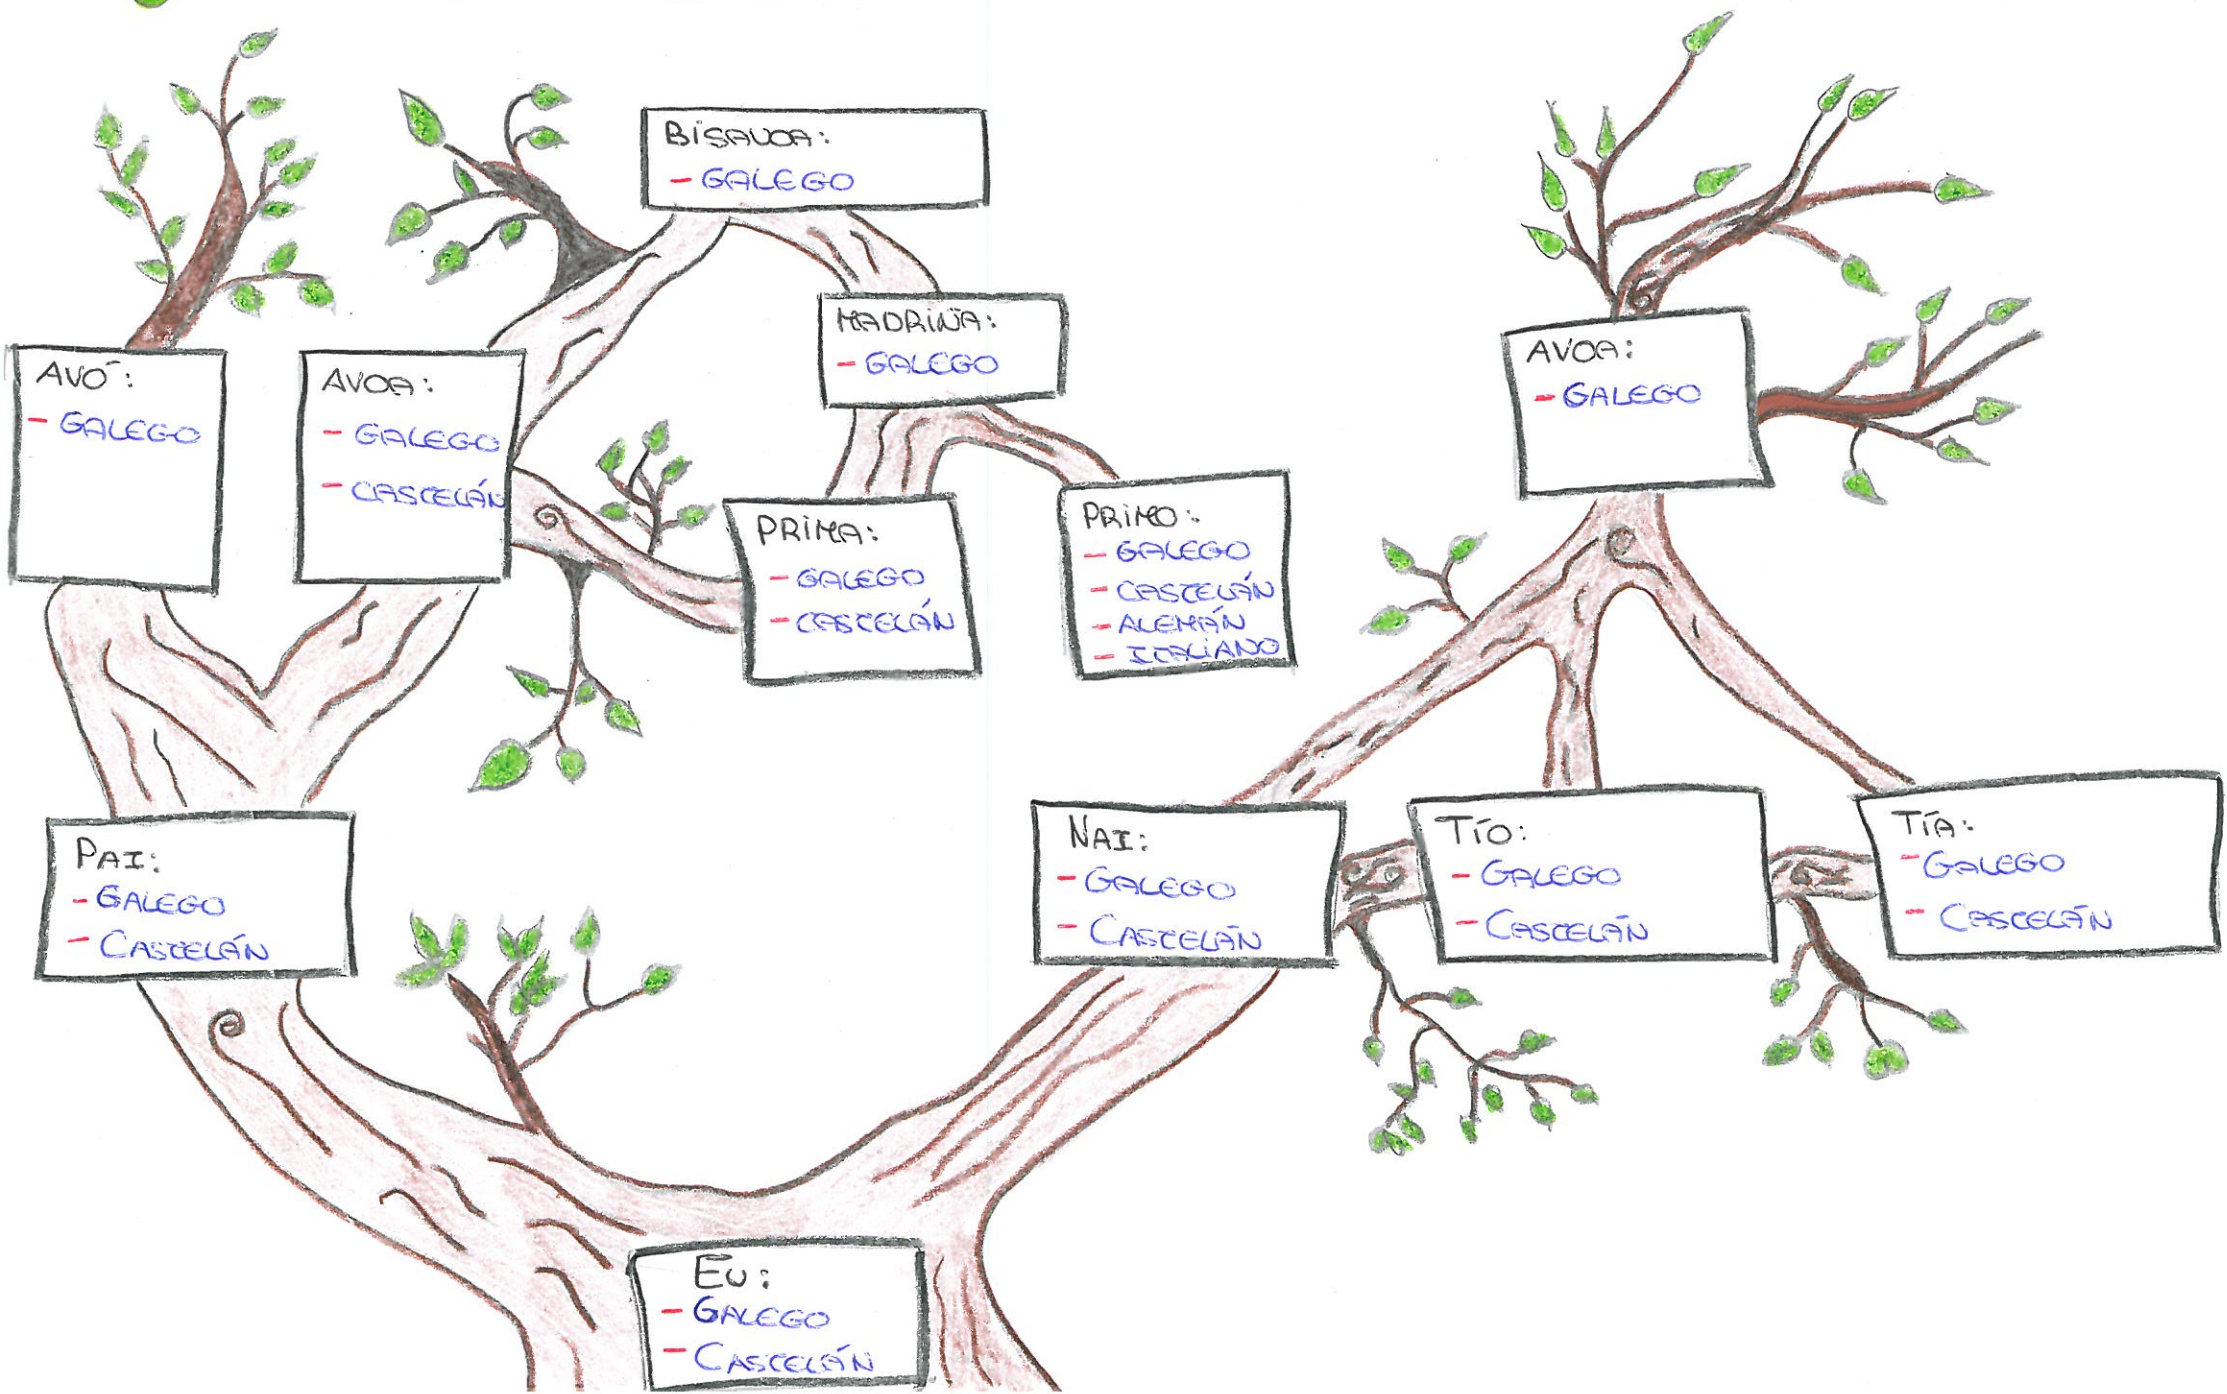 BISAVOA:
- GALEGO
MADRIÑA:
- GALEGO
AVÓ:
- GALEGO
AVOA:
- GALEGO
- CASTELÁN
PRIMA:
- GALEGO
- CASTELÁN
PRIMO:
- GALEGO
- CASTELÁN
- ALEMÁN
- ITALIANO
AVOA:
- GALEGO
PAI:
- GALEGO
- CASTELÁN
NAI:
- GALEGO
- CASTELÁN
TÍO:
- GALEGO
- CASTELÁN
TÍA:
- GALEGO
- CASTELÁN
EU:
- GALEGO
- CASTELÁN